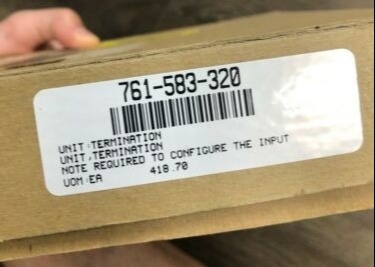 761-583-320
UNIT:TERMINATION
UNIT,TERMINATION
NOTE REQUIRED TO CONFIGURE THE INPUT
UOM:EA 418.70